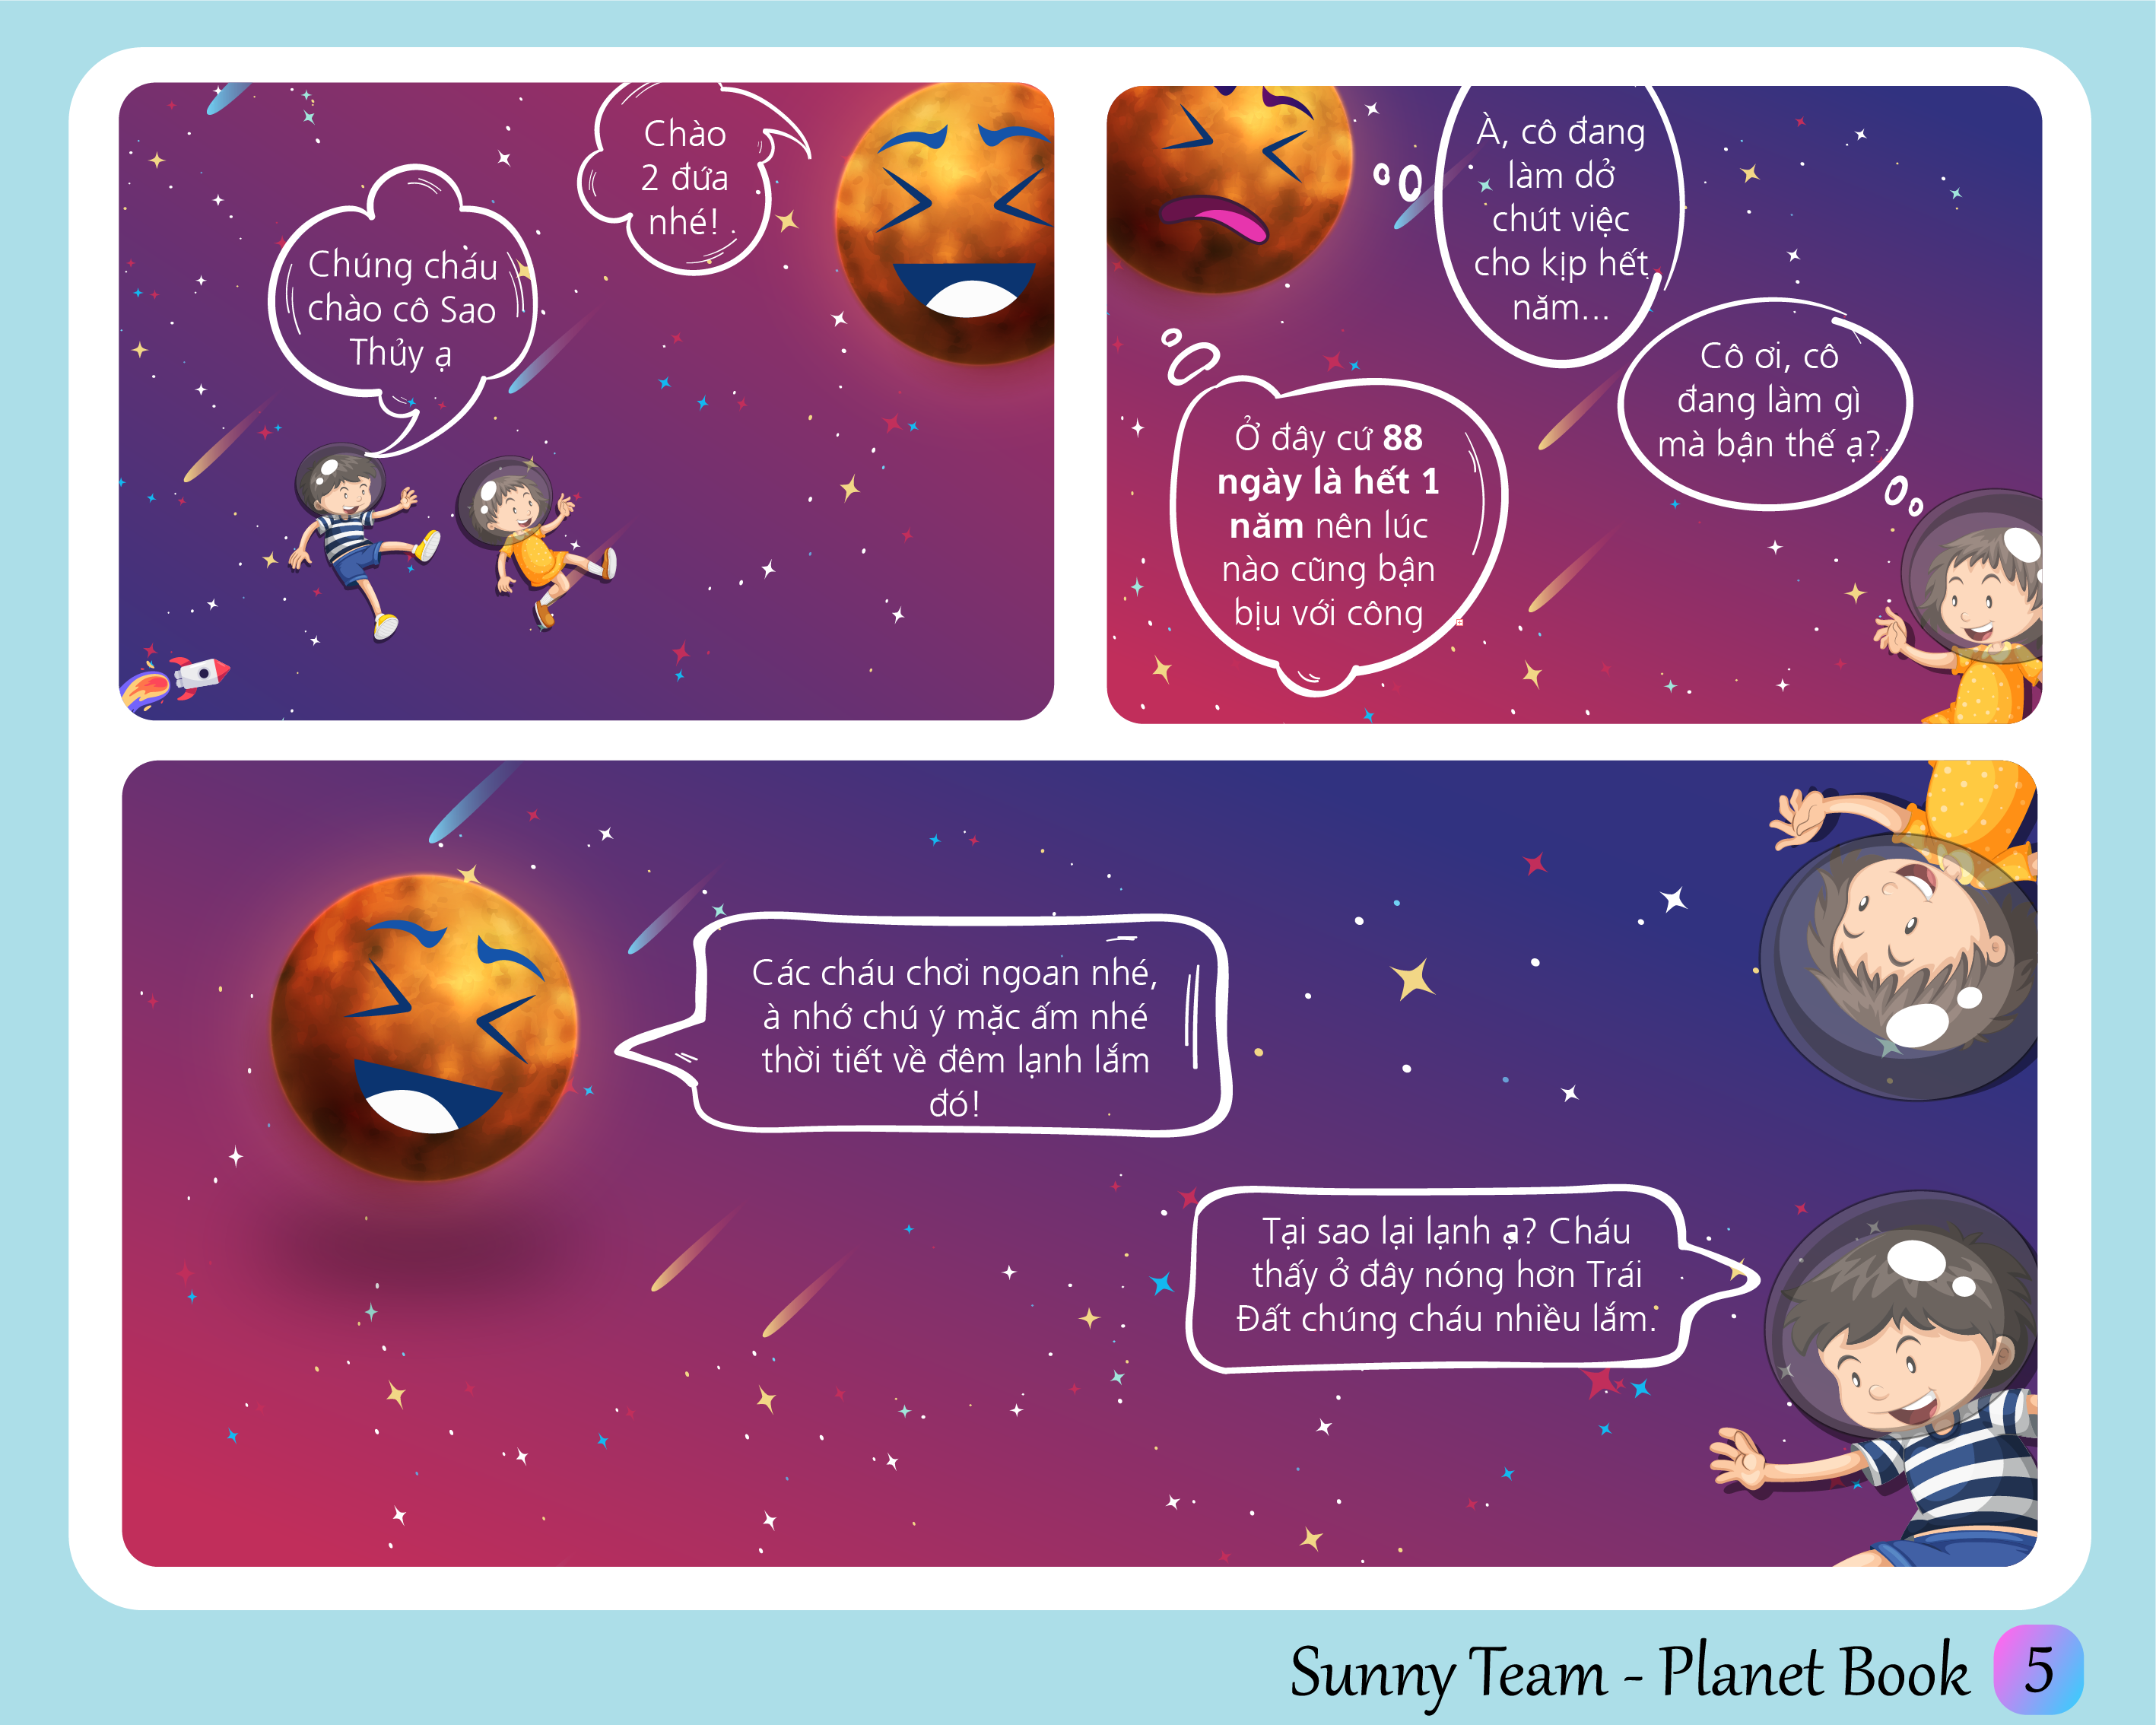 Chúng cháu
chào cô Sao
Thủy ạ
Chào
2 đứa
nhé!
À, cô đang
làm dở
chút việc
cho kịp hết
năm...
Cô ơi, cô
đang làm gì
mà bận thế ạ?
Ở đây cứ 88
ngày là hết 1
năm nên lúc
nào cũng bận
bịu với công
Các cháu chơi ngoan nhé,
à nhớ chú ý mặc ấm nhé
thời tiết về đêm lạnh lắm
đó!
Tại sao lại lạnh ạ? Cháu
thấy ở đây nóng hơn Trái
Đất chúng cháu nhiều lắm.
Sunny Team - Planet Book 5